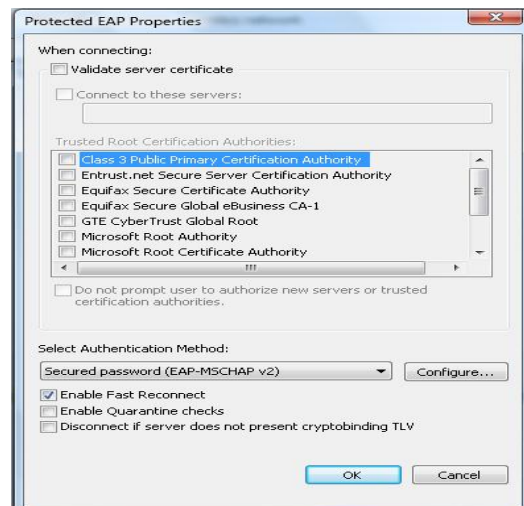 Protected EAP Properties
When connecting:
Validate server certificate
Connect to these servers:
Trusted Root Certification Authorities:
Class 3 Public Primary Certification Authority
Entrust.net Secure Server Certification Authority
Equifax Secure Certificate Authority
Equifax Secure Global eBusiness CA-1
GTE CyberTrust Global Root
Microsoft Root Authority
Microsoft Root Certificate Authority
Do not prompt user to authorize new servers or trusted
certification authorities.
Select Authentication Method:
Secured password (EAP-MSCHAP v2)
Configure...
Enable Fast Reconnect
Enable Quarantine checks
Disconnect if server does not present cryptobinding TLV
OK
Cancel